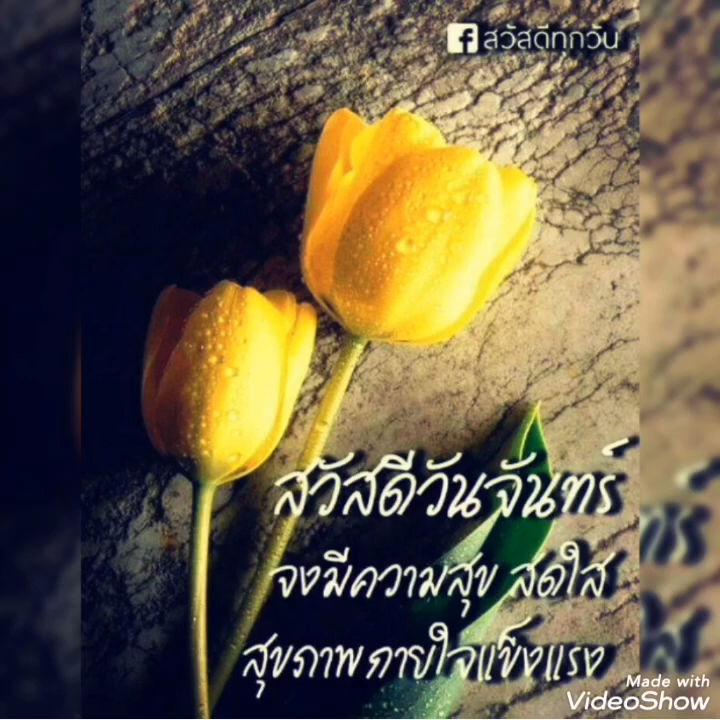 สวัสดีทุกวัน
สวัสดีวันจันทร์
จงมีความสุข สดใส
สุขภาพ กายใจแข็งแรง
Made with
VideoShow